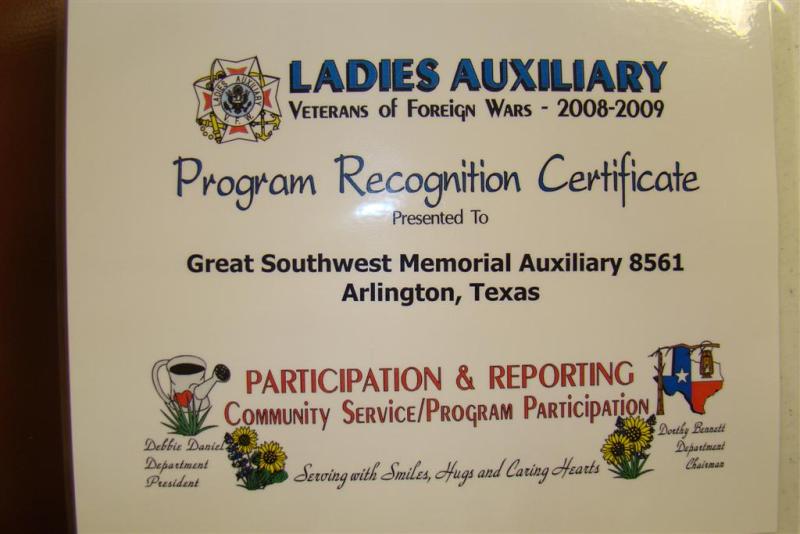 LADIES AUXILIARY
VETERANS OF FOREIGN WARS - 2008-2009
LADIES AUXILIARY
V.F.W.
Program Recognition Certificate
Presented To
Great Southwest Memorial Auxiliary 8561
Arlington, Texas
PARTICIPATION & REPORTING
COMMUNITY SERVICE/PROGRAM PARTICIPATION
Debbie Daniel
Department
President
Dorthy Bennett
Department
Chairman
Serving with Smiles, Hugs and Caring Hearts